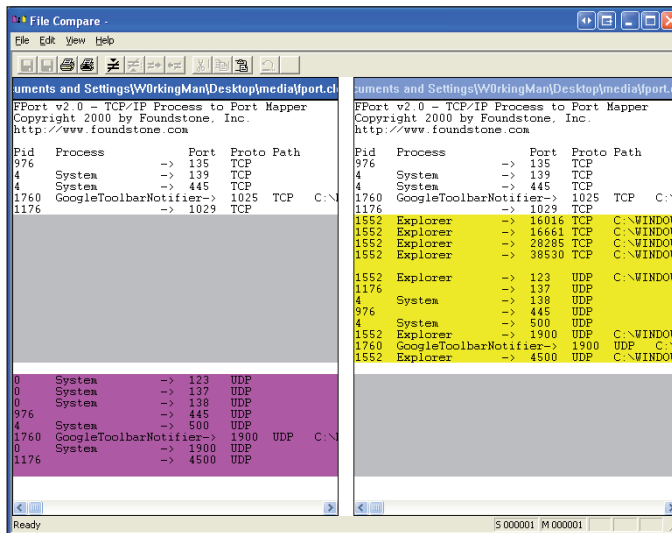 File Compare -
File Edit View Help
uments and Settings\W0rkingMan\Desktop\media\fport.cl
FPort v2.0 - TCP/IP Process to Port Mapper
Copyright 2000 by Foundstone, Inc.
http://www.foundstone.com
Pid Process Port Proto Path
976 -> 135 TCP
4 System -> 139 TCP
4 System -> 445 TCP
1760 GoogleToolbarNotifier-> 1025 TCP C:\
1176 -> 1029 TCP
0 System -> 123 UDP
0 System -> 137 UDP
0 System -> 138 UDP
976 -> 445 UDP
4 System -> 500 UDP
1760 GoogleToolbarNotifier-> 1900 UDP C:\
0 System -> 1900 UDP
1176 -> 4500 UDP
cuments and Settings\W0rkingMan\Desktop\media\fport.
FPort v2.0 - TCP/IP Process to Port Mapper
Copyright 2000 by Foundstone, Inc.
http://www.foundstone.com
Pid Process Port Proto Path
976 -> 135 TCP
4 System -> 139 TCP
4 System -> 445 TCP
1760 GoogleToolbarNotifier-> 1025 TCP C:
1176 -> 1029 TCP
1552 Explorer -> 16016 TCP C:\WINDO
1552 Explorer -> 16661 TCP C:\WINDO
1552 Explorer -> 28285 TCP C:\WINDO
1552 Explorer -> 38530 TCP C:\WINDO
1552 Explorer -> 123 UDP C:\WINDO
1176 -> 137 UDP
4 System -> 138 UDP
976 -> 445 UDP
4 System -> 500 UDP
1552 Explorer -> 1900 UDP C:\WINDO
1760 GoogleToolbarNotifier-> 1900 UDP C:
1552 Explorer -> 4500 UDP C:\WINDO
Ready
S 000001 M 000001